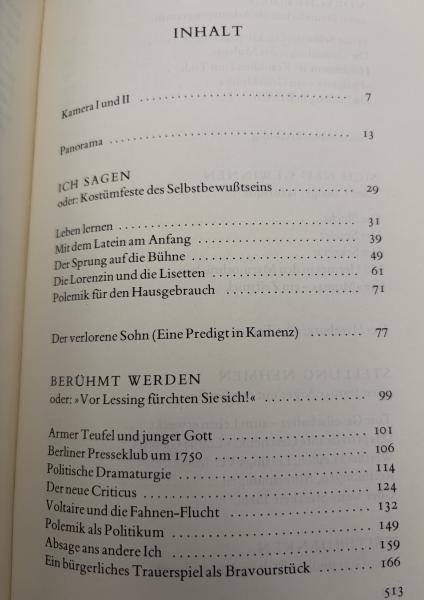 INHALT
Kamera I und II . . . . . . . . . . . . . . . . . . . . . . . . . . . . . 7
Panorama . . . . . . . . . . . . . . . . . . . . . . . . . . . . . . . . . 13
ICH SAGEN
oder: Kostümfeste des Selbstbewußtseins . . . . . . . . . . . . 29
Leben lernen . . . . . . . . . . . . . . . . . . . . . . . . . . . . . . . 31
Mit dem Latein am Anfang . . . . . . . . . . . . . . . . . . . . . 39
Der Sprung auf die Bühne . . . . . . . . . . . . . . . . . . . . . 49
Die Lorenzin und die Lisetten . . . . . . . . . . . . . . . . . . 61
Polemik für den Hausgebrauch . . . . . . . . . . . . . . . . . . 71
Der verlorene Sohn (Eine Predigt in Kamenz) . . . . . . . . 77
BERÜHMT WERDEN
oder: »Vor Lessing fürchten Sie sich!« . . . . . . . . . . . . . 99
Armer Teufel und junger Gott . . . . . . . . . . . . . . . . . . 101
Berliner Presseklub um 1750 . . . . . . . . . . . . . . . . . . . 106
Politische Dramaturgie . . . . . . . . . . . . . . . . . . . . . . . 114
Der neue Criticus . . . . . . . . . . . . . . . . . . . . . . . . . . . 124
Voltaire und die Fahnen-Flucht . . . . . . . . . . . . . . . . . 132
Polemik als Politikum . . . . . . . . . . . . . . . . . . . . . . . . 149
Absage ans andere Ich . . . . . . . . . . . . . . . . . . . . . . . . 159
Ein bürgerliches Trauerspiel als Bravourstück . . . . . . . . 166
513